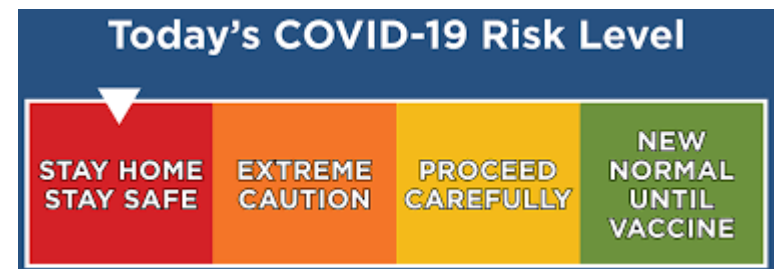 Today's COVID-19 Risk Level
STAY HOME
STAY SAFE
EXTREME
CAUTION
PROCEED
CAREFULLY
NEW
NORMAL
UNTIL
VACCINE